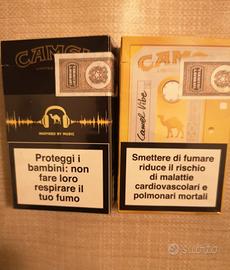 CAMEL
INSPIRED BY MUSIC
Proteggi i
bambini: non
fare loro
respirare il
tuo fumo
CAMEL
Camel Vibe
Smettere di fumare
riduce il rischio
di malattie
cardiovascolari e
polmonari mortali
subito